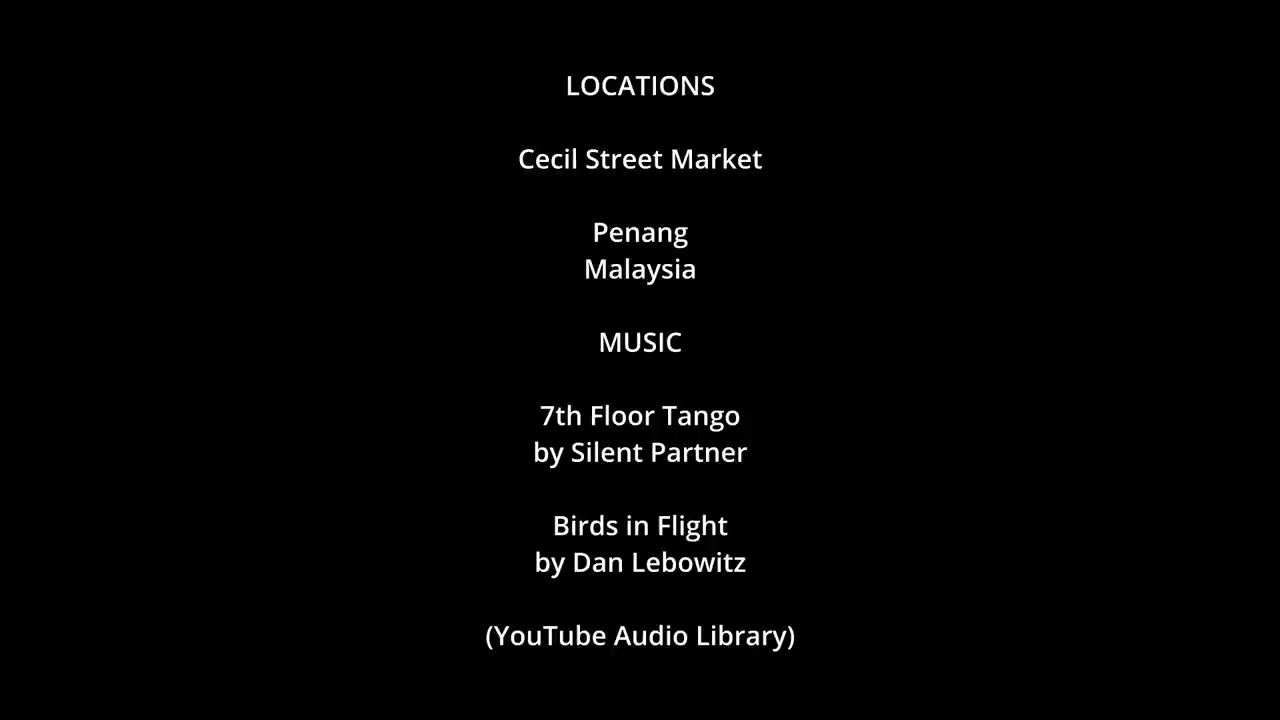 LOCATIONS
Cecil Street Market
Penang
Malaysia
MUSIC
7th Floor Tango
by Silent Partner
Birds in Flight
by Dan Lebowitz
(YouTube Audio Library)